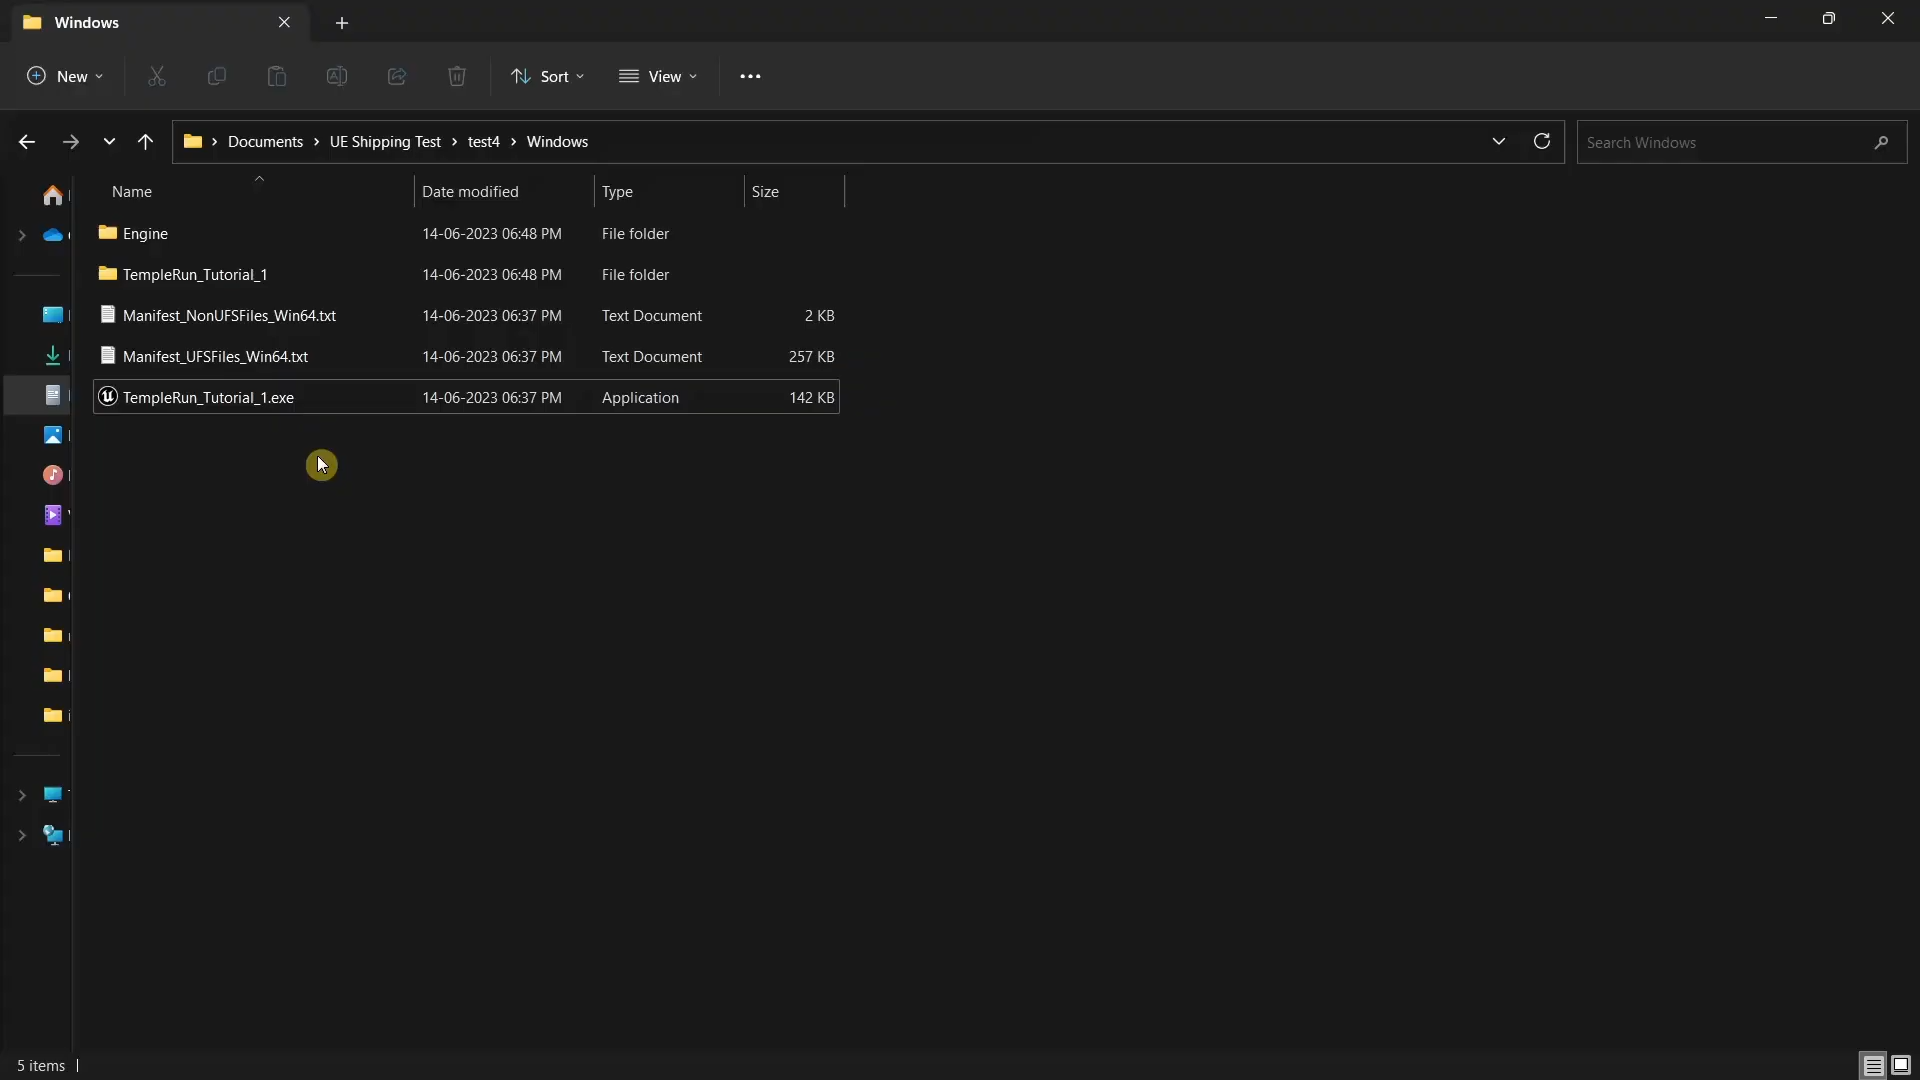 Windows
New Sort View
Documents > UE Shipping Test > test4 > Windows
Search Windows
Name Date modified Type Size
Engine 14-06-2023 06:48 PM File folder
TempleRun_Tutorial_1 14-06-2023 06:48 PM File folder
Manifest_NonUFSFiles_Win64.txt 14-06-2023 06:37 PM Text Document 2 KB
Manifest_UFSFiles_Win64.txt 14-06-2023 06:37 PM Text Document 257 KB
TempleRun_Tutorial_1.exe 14-06-2023 06:37 PM Application 142 KB
5 items